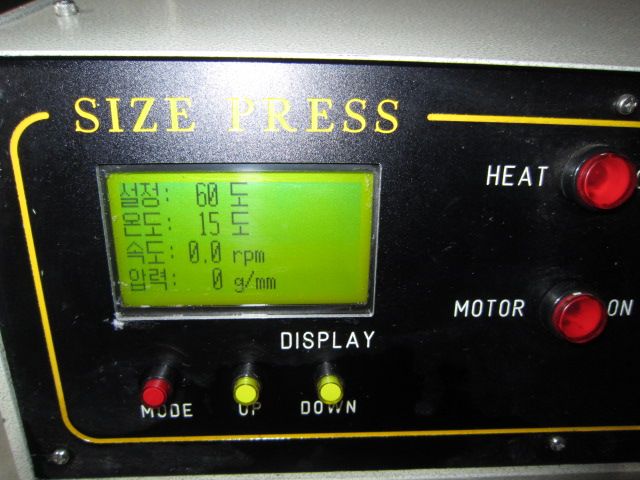 SIZE PRESS
설정: 60 도
온도: 15 도
속도: 0.0 rpm
압력: 0 g/mm
HEAT
MOTOR
ON
DISPLAY
MODE UP DOWN